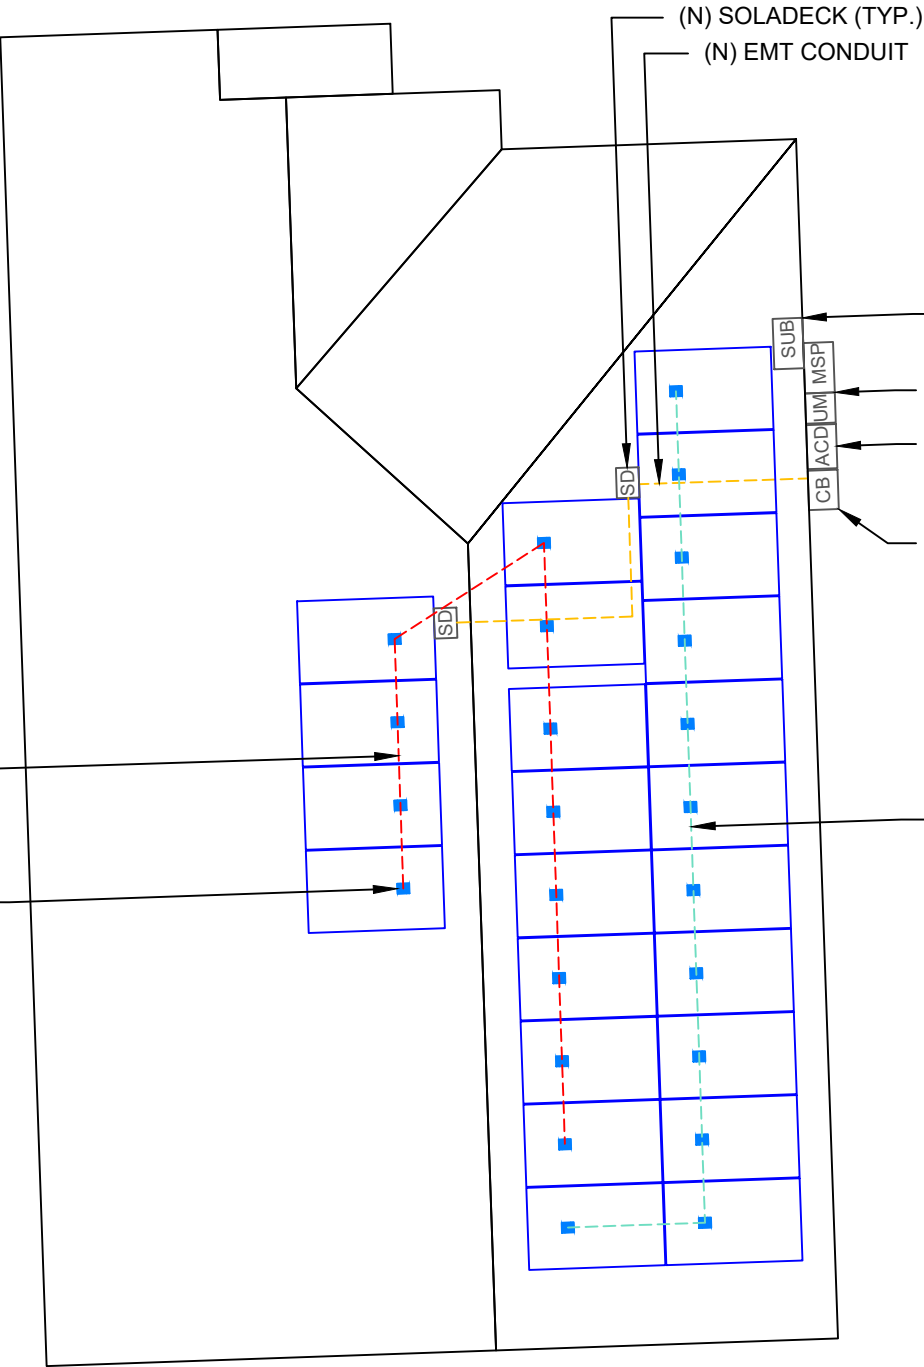 (N) SOLADECK (TYP.)
(N) EMT CONDUIT
SUB
MSP
UM
ACD
CB
SD
SD